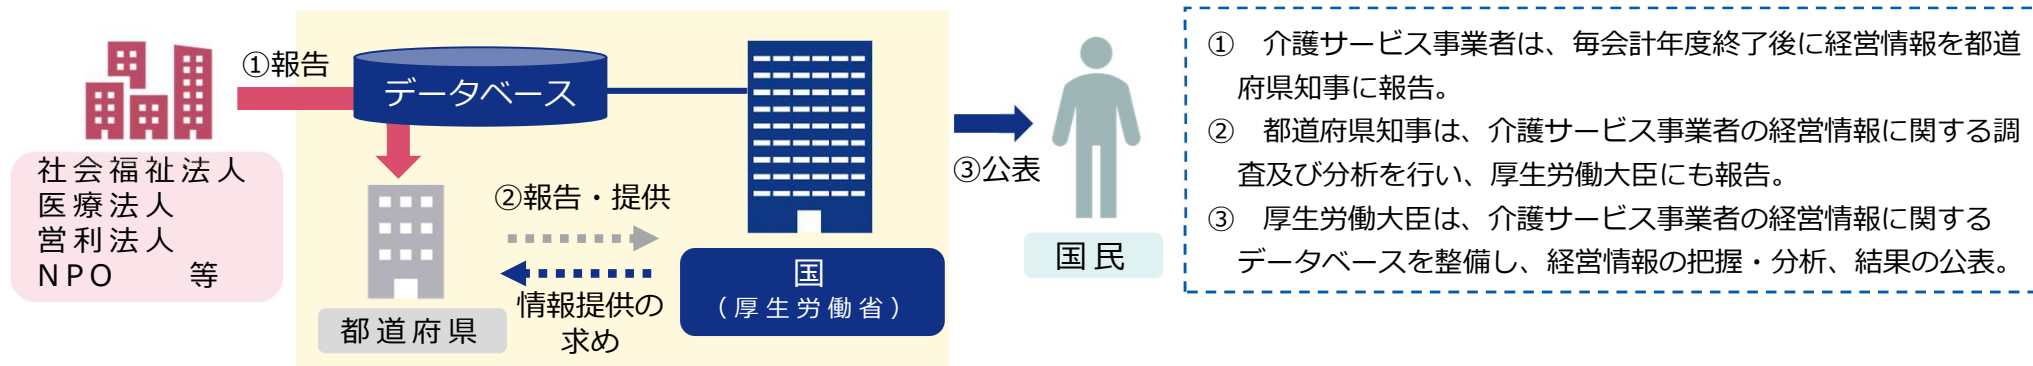 ①報告
データベース
社会福祉法人
医療法人
営利法人
NPO 等
②報告・提供
情報提供の
求め
都道府県
国
（厚生労働省）
③公表
国民
① 介護サービス事業者は、毎会計年度終了後に経営情報を都道
府県知事に報告。
② 都道府県知事は、介護サービス事業者の経営情報に関する調
査及び分析を行い、厚生労働大臣にも報告。
③ 厚生労働大臣は、介護サービス事業者の経営情報に関する
データベースを整備し、経営情報の把握・分析、結果の公表。